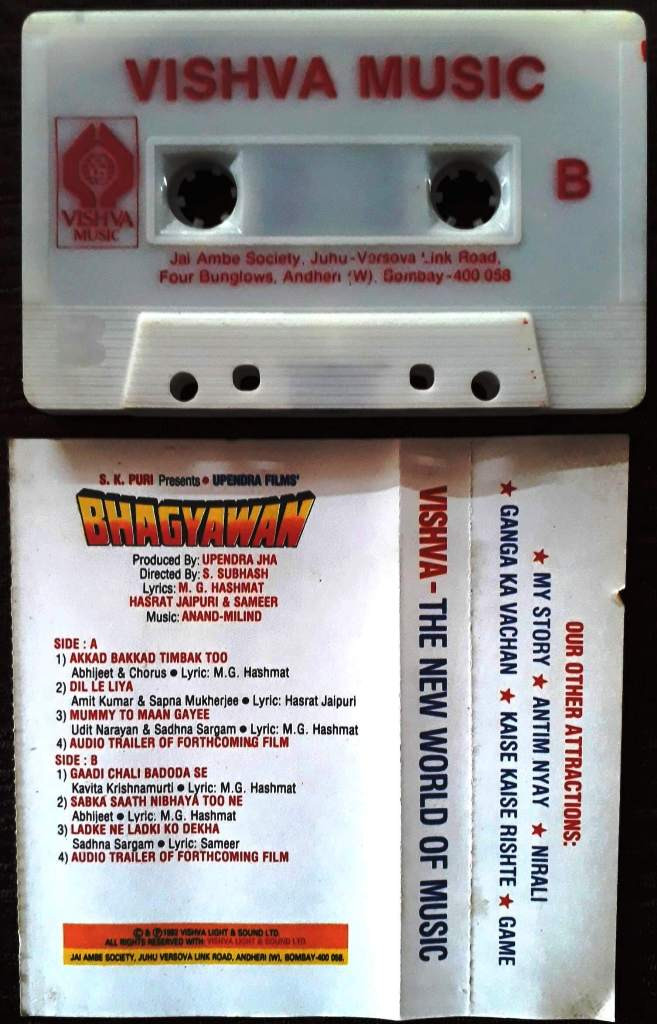 VISHVA MUSIC
B
VISHVA
MUSIC
Jai Ambe Society, Juhu-Versova Link Road,
Four Bunglows, Andheri (W), Bombay-400 058
S. K. PURI Presents • UPENDRA FILMS'
BHAGYAWAN
Produced By: UPENDRA JHA
Directed By: S. SUBHASH
Lyrics: M. G. HASHMAT
HASRAT JAIPURI & SAMEER
Music: ANAND-MILIND
SIDE : A
1) AKKAD BAKKAD TIMBAK TOO
Abhijeet & Chorus • Lyric: M.G. Hashmat
2) DIL LE LIYA
Amit Kumar & Sapna Mukherjee • Lyric: Hasrat Jaipuri
3) MUMMY TO MAAN GAYEE
Udit Narayan & Sadhna Sargam • Lyric: M.G. Hashmat
4) AUDIO TRAILER OF FORTHCOMING FILM
SIDE : B
1) GAADI CHALI BADODA SE
Kavita Krishnamurti • Lyric: M.G. Hashmat
2) SABKA SAATH NIBHAYA TOO NE
Abhijeet • Lyric: M.G. Hashmat
3) LADKE NE LADKI KO DEKHA
Sadhna Sargam • Lyric: Sameer
4) AUDIO TRAILER OF FORTHCOMING FILM
© & ℗ 1992 VISHVA LIGHT & SOUND LTD.
ALL RIGHTS RESERVED WITH: VISHVA LIGHT & SOUND LTD.
JAI AMBE SOCIETY, JUHU VERSOVA LINK ROAD, ANDHERI (W), BOMBAY-400 058.
VISHVA - THE NEW WORLD OF MUSIC
OUR OTHER ATTRACTIONS:
★ MY STORY ★ ANTIM NYAY ★ NIRALI
★ GANGA KA VACHAN ★ KAISE KAISE RISHTE ★ GAME